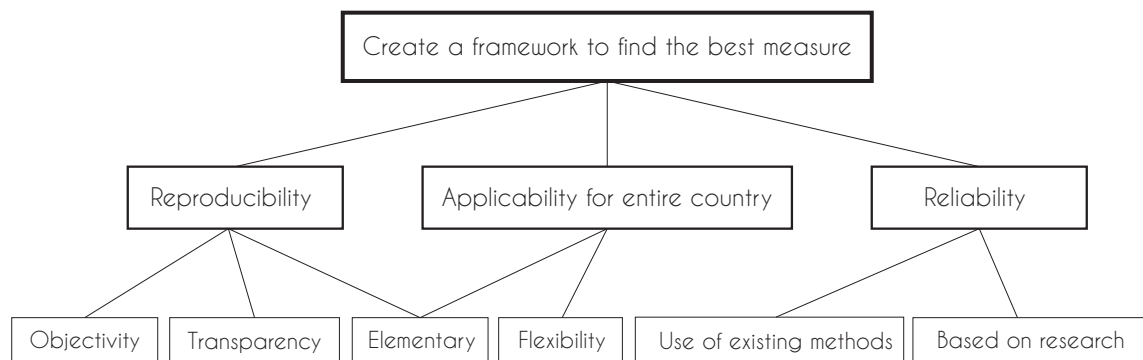 Create a framework to find the best measure
Reproducibility
Applicability for entire country
Reliability
Objectivity
Transparency
Elementary
Flexibility
Use of existing methods
Based on research